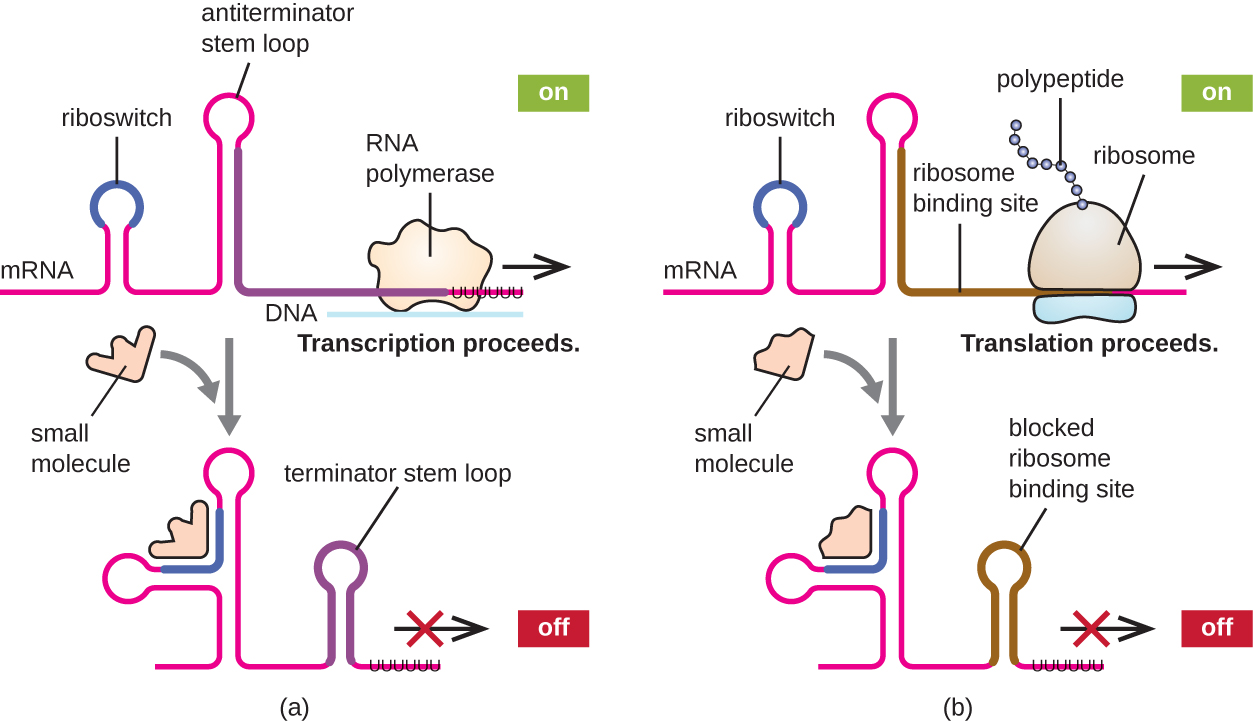 antiterminator
stem loop
on
riboswitch
RNA
polymerase
mRNA
UUUUUU
DNA
Transcription proceeds.
small
molecule
terminator stem loop
off
UUUUUU
(a)
polypeptide
on
riboswitch
ribosome
ribosome
binding site
mRNA
Translation proceeds.
small
molecule
blocked
ribosome
binding site
off
UUUUUU
(b)